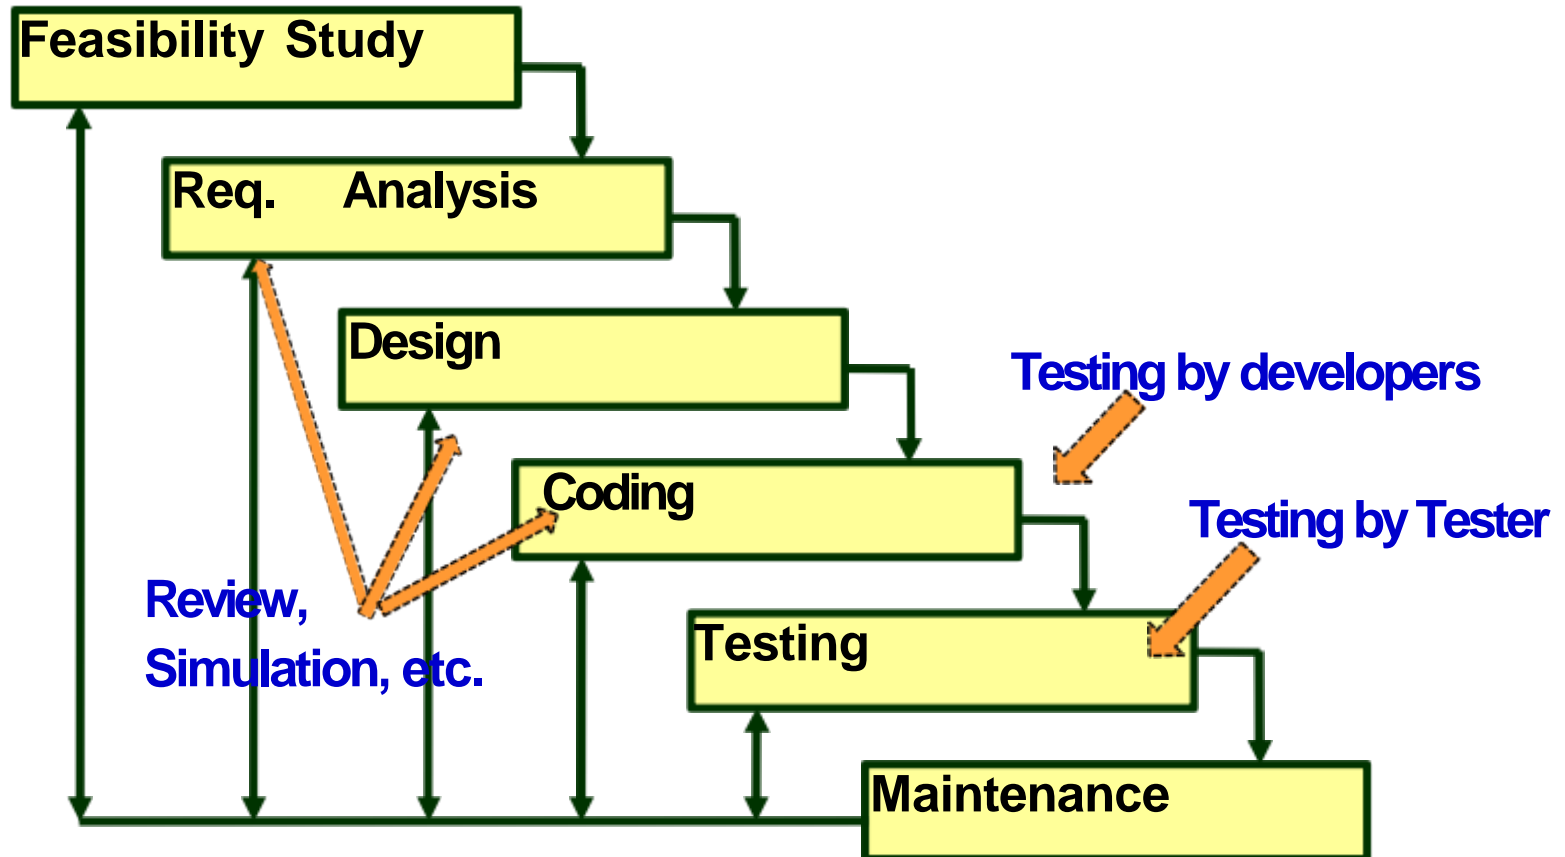 Feasibility Study
Req. Analysis
Design
Testing by developers
Coding
Testing by Tester
Review,
Simulation, etc.
Testing
Maintenance